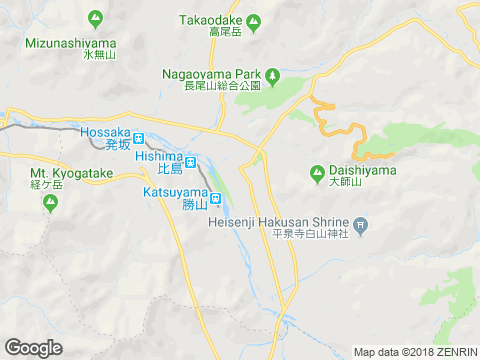 Takaodake
高尾岳
Mizunashiyama
水無山
Nagaoyama Park
長尾山総合公園
Hossaka
発坂
Hishima
比島
Mt. Kyogatake
経ヶ岳
Daishiyama
大師山
Katsuyama
勝山
Heisenji Hakusan Shrine
平泉寺白山神社
Google
Map data ©2018 ZENRIN